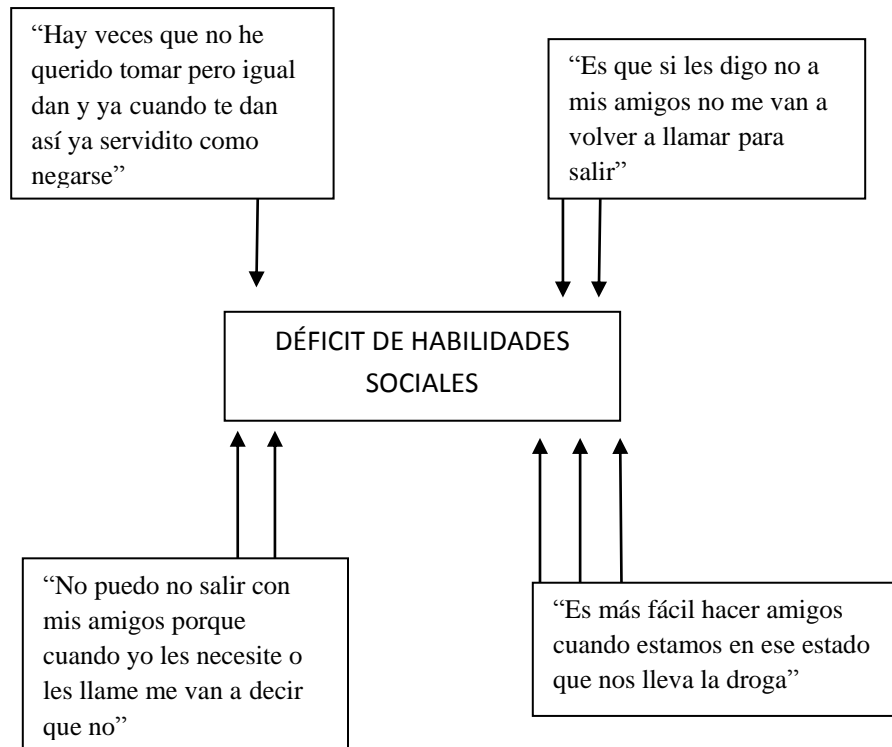 “Hay veces que no he
querido tomar pero igual
dan y ya cuando te dan
así ya servidito como
negarse”
“Es que si les digo no a
mis amigos no me van a
volver a llamar para
salir”
DÉFICIT DE HABILIDADES
SOCIALES
“No puedo no salir con
mis amigos porque
cuando yo les necesite o
les llame me van a decir
que no”
“Es más fácil hacer amigos
cuando estamos en ese estado
que nos lleva la droga”